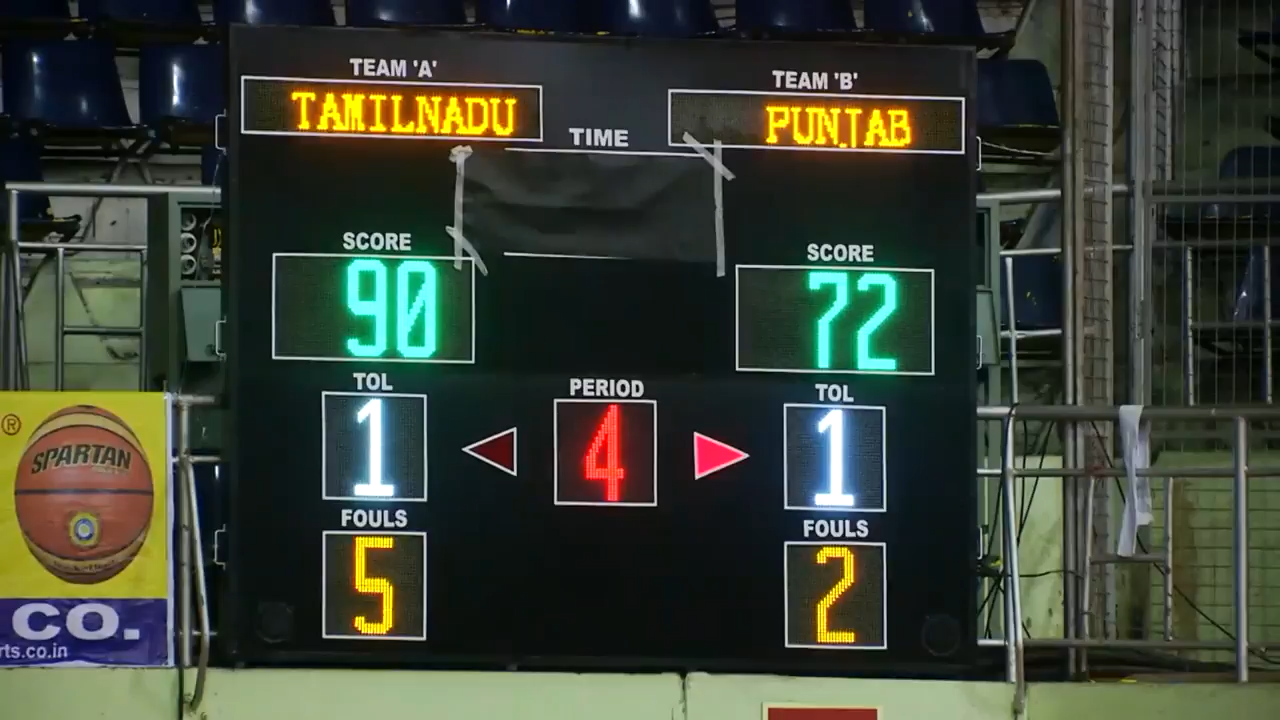 TEAM 'A'
TAMILNADU
TEAM 'B'
PUNJAB
TIME
SCORE
90
SCORE
72
TOL
1
PERIOD
4
TOL
1
FOULS
5
FOULS
2
®
SPARTAN
CO.
rts.co.in